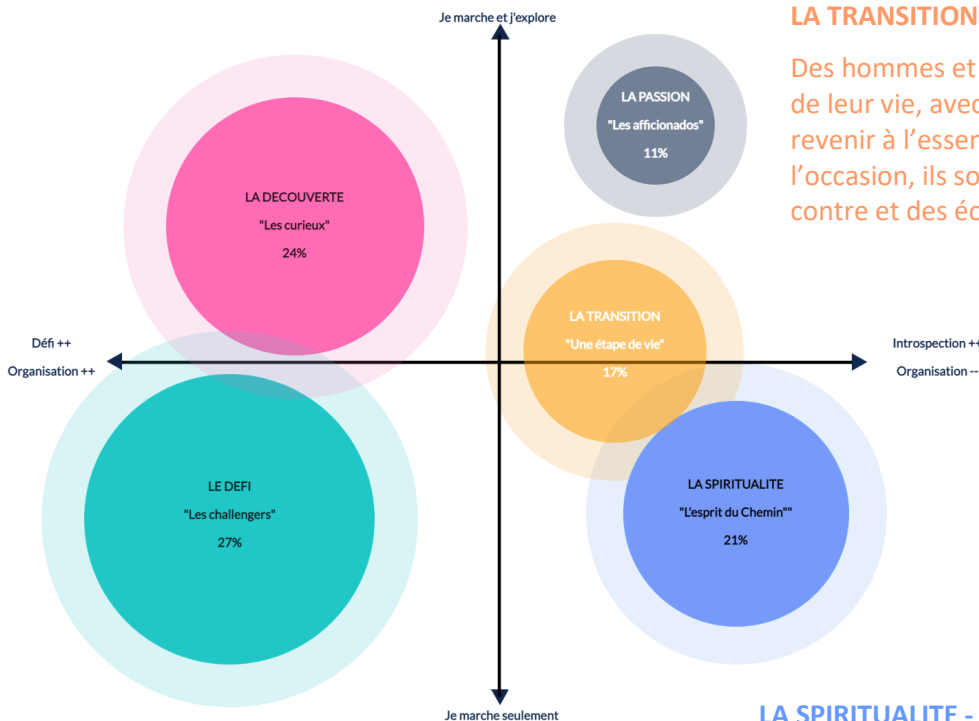 Je marche et j'explore
LA TRANSITION
Des hommes et
de leur vie, avec
revenir à l'esser
l'occasion, ils so
contre et des éc
LA PASSION
"Les afficionados"
11%
LA DECOUVERTE
"Les curieux"
24%
LA TRANSITION
"Une étape de vie"
17%
Défi ++
Organisation ++
Introspection ++
Organisation --
LE DEFI
"Les challengers"
27%
LA SPIRITUALITE
"L'esprit du Chemin""
21%
Je marche seulement
LA SPIRITUALITE -